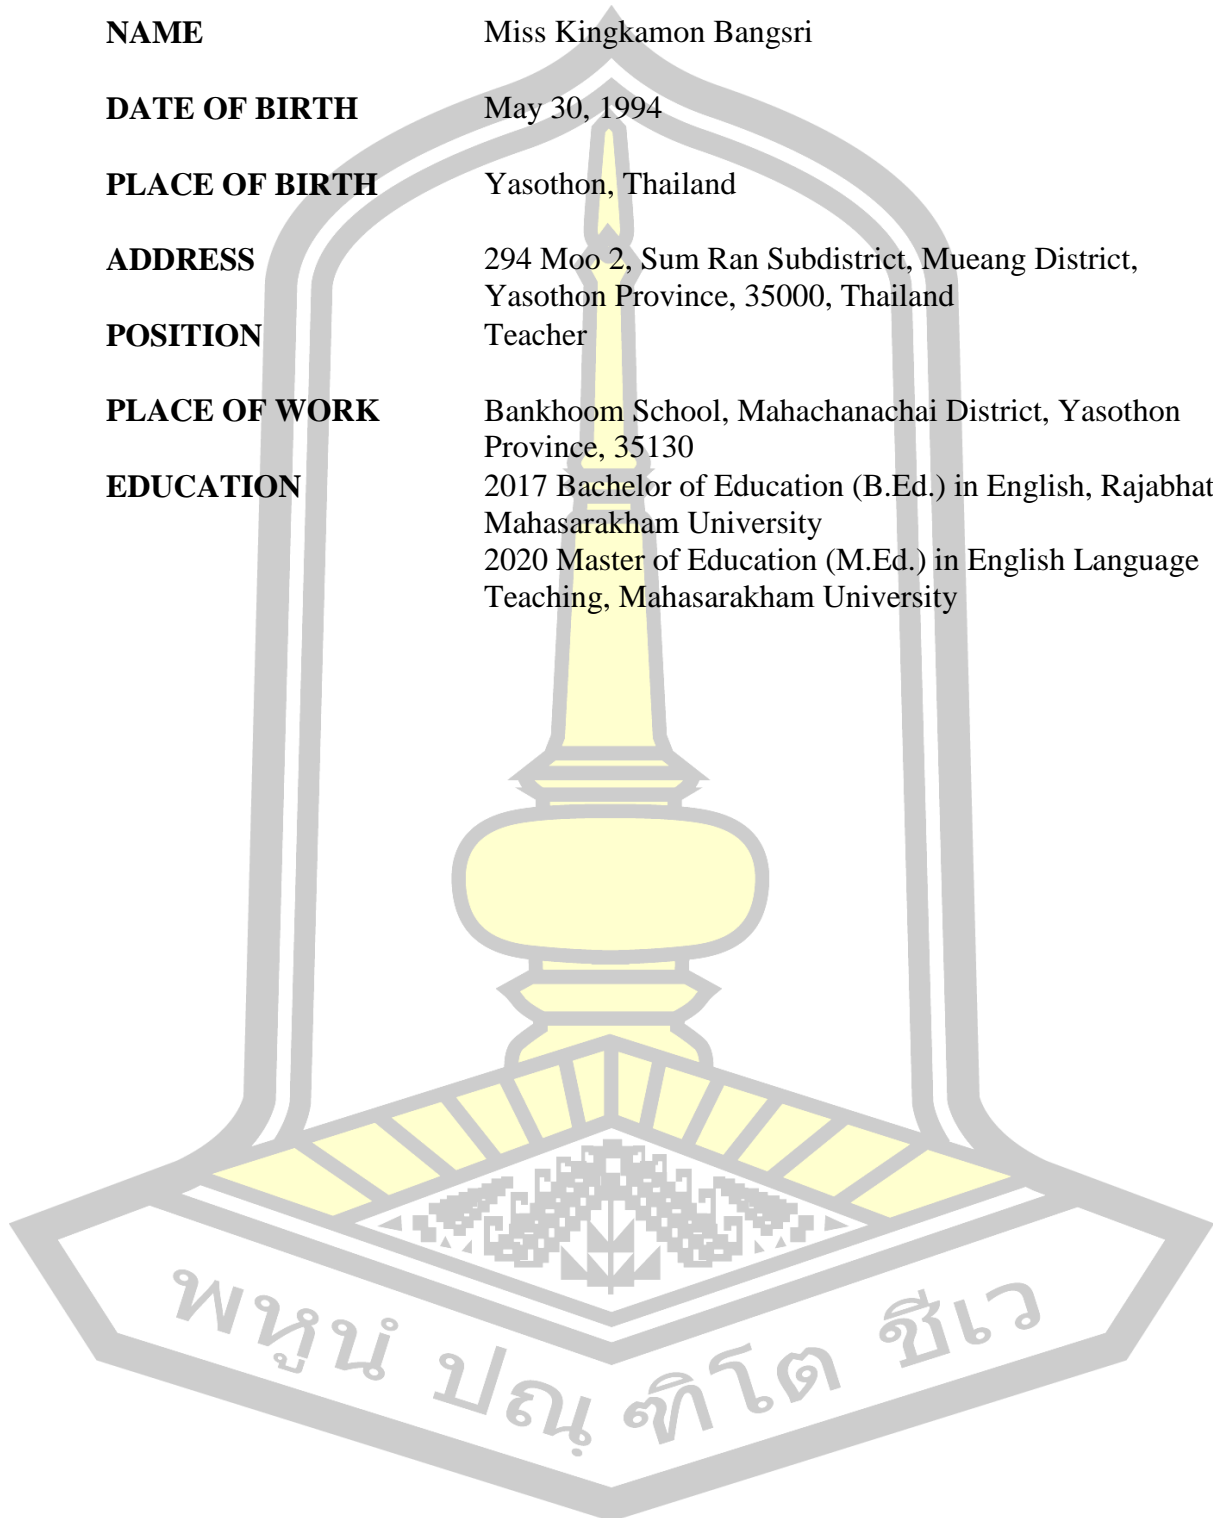 NAME Miss Kingkamon Bangsri
DATE OF BIRTH May 30, 1994
PLACE OF BIRTH Yasothon, Thailand
ADDRESS 294 Moo 2, Sum Ran Subdistrict, Mueang District,
Yasothon Province, 35000, Thailand
POSITION Teacher
PLACE OF WORK Bankhoom School, Mahachanachai District, Yasothon
Province, 35130
EDUCATION 2017 Bachelor of Education (B.Ed.) in English, Rajabhat
Mahasarakham University
2020 Master of Education (M.Ed.) in English Language
Teaching, Mahasarakham University
พหูนํ ปณฺฑิโต ชีเว